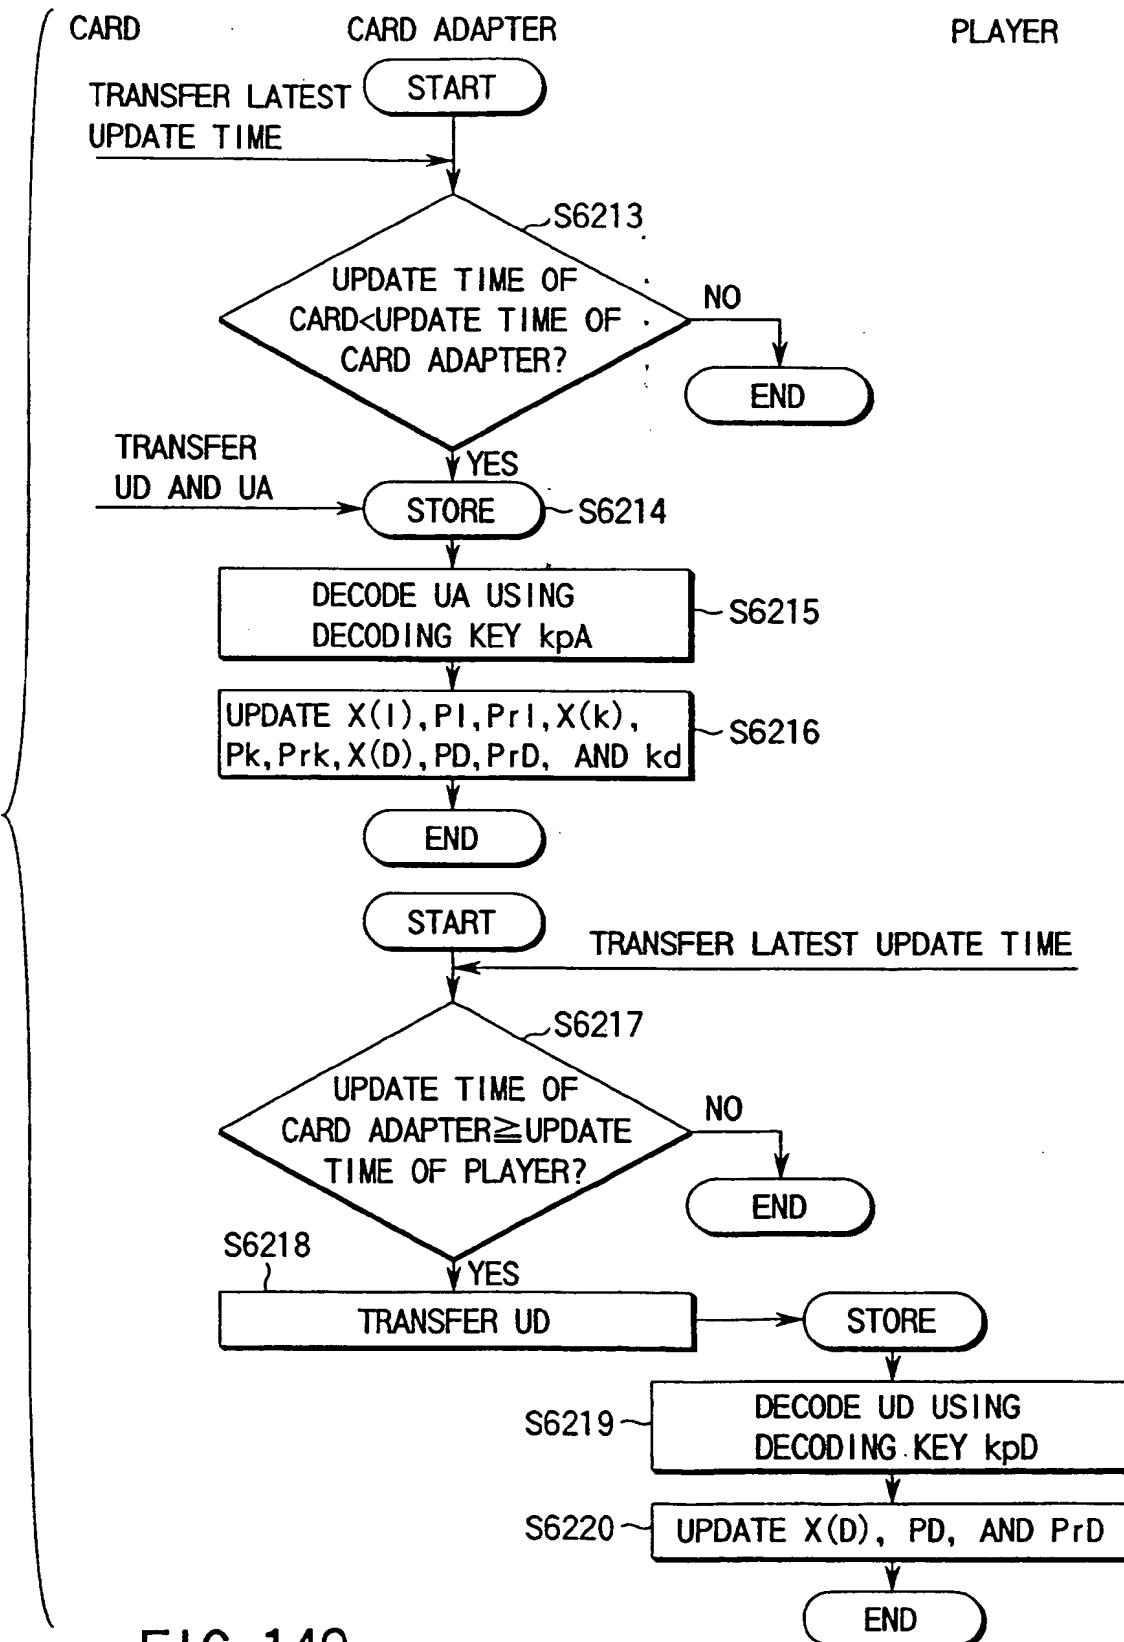 CARD
CARD ADAPTER
PLAYER
START
TRANSFER LATEST
UPDATE TIME
S6213
UPDATE TIME OF
CARD<UPDATE TIME OF
CARD ADAPTER?
NO
END
TRANSFER
UD AND UA
YES
STORE
S6214
DECODE UA USING
DECODING KEY kpA
S6215
UPDATE X(I),PI,PrI,X(k),
Pk,Prk,X(D),PD,PrD, AND kd
S6216
END
START
TRANSFER LATEST UPDATE TIME
S6217
UPDATE TIME OF
CARD ADAPTER≧UPDATE
TIME OF PLAYER?
NO
END
S6218
YES
TRANSFER UD
STORE
S6219
DECODE UD USING
DECODING KEY kpD
S6220
UPDATE X(D), PD, AND PrD
END